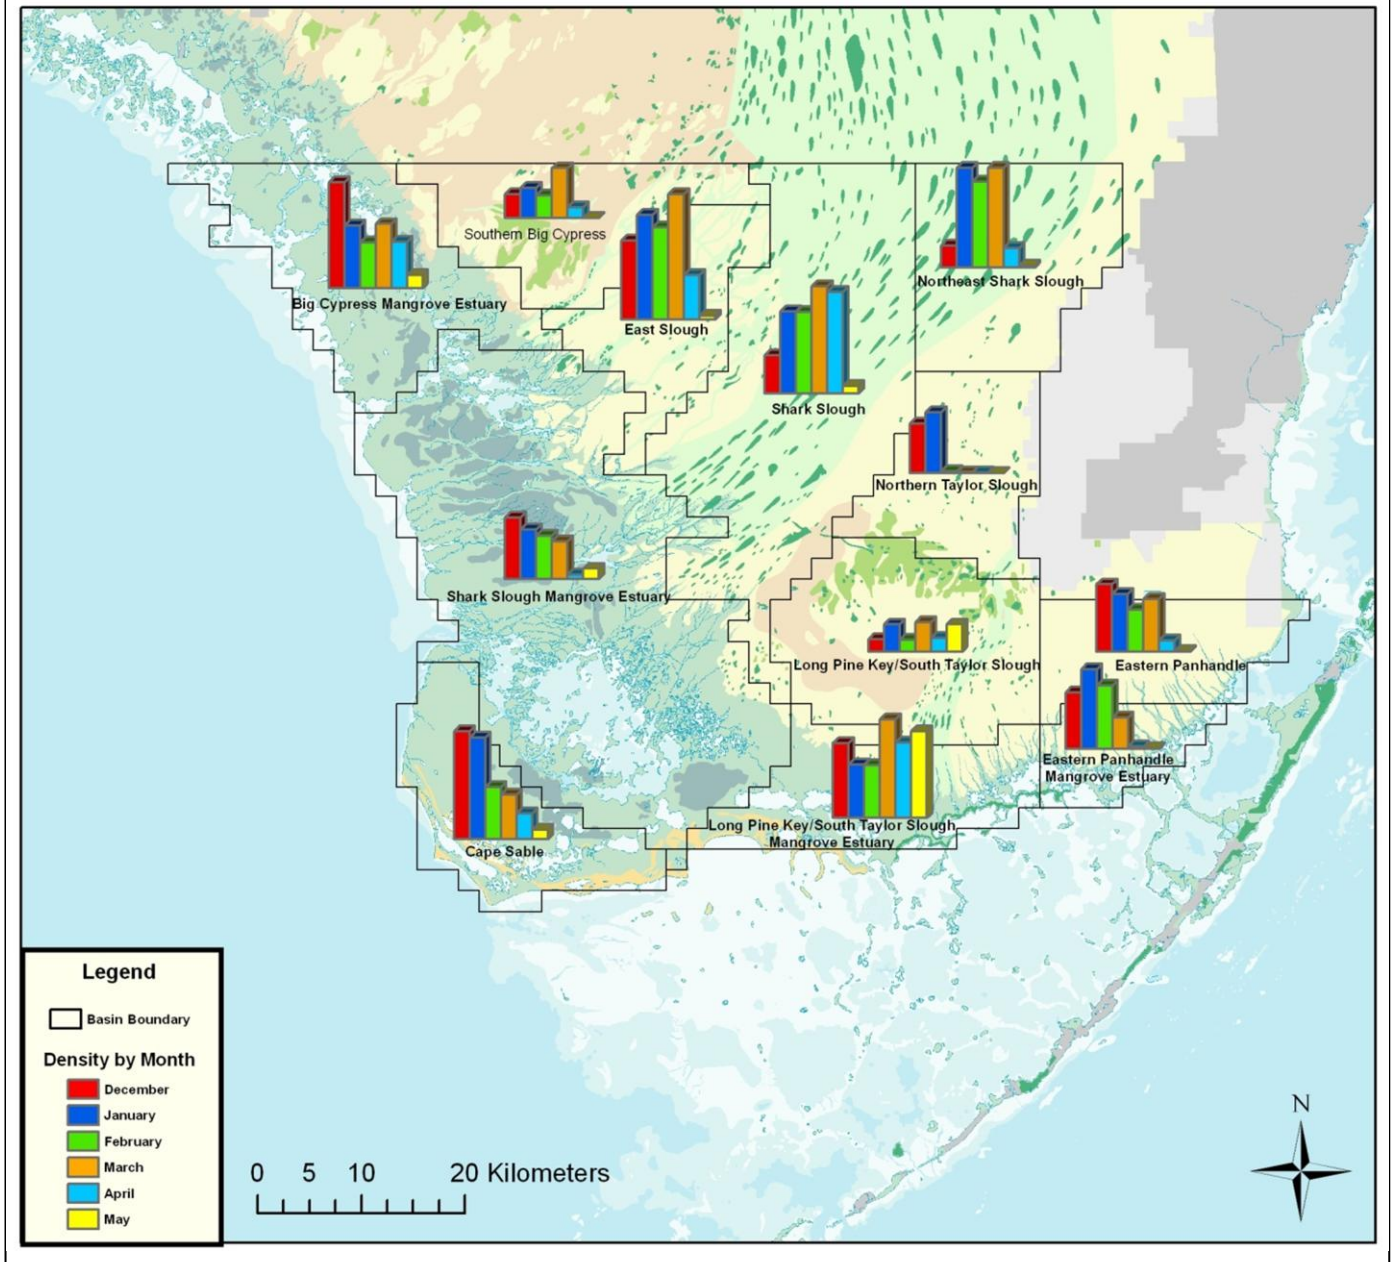 Southern Big Cypress
Big Cypress Mangrove Estuary
Northeast Shark Slough
East Slough
Shark Slough
Northern Taylor Slough
Shark Slough Mangrove Estuary
Long Pine Key/South Taylor Slough
Eastern Panhandle
Eastern Panhandle
Mangrove Estuary
Long Pine Key/South Taylor Slough
Mangrove Estuary
Cape Sable
Legend
Basin Boundary
Density by Month
December
January
February
March
April
May
0 5 10 20 Kilometers
N